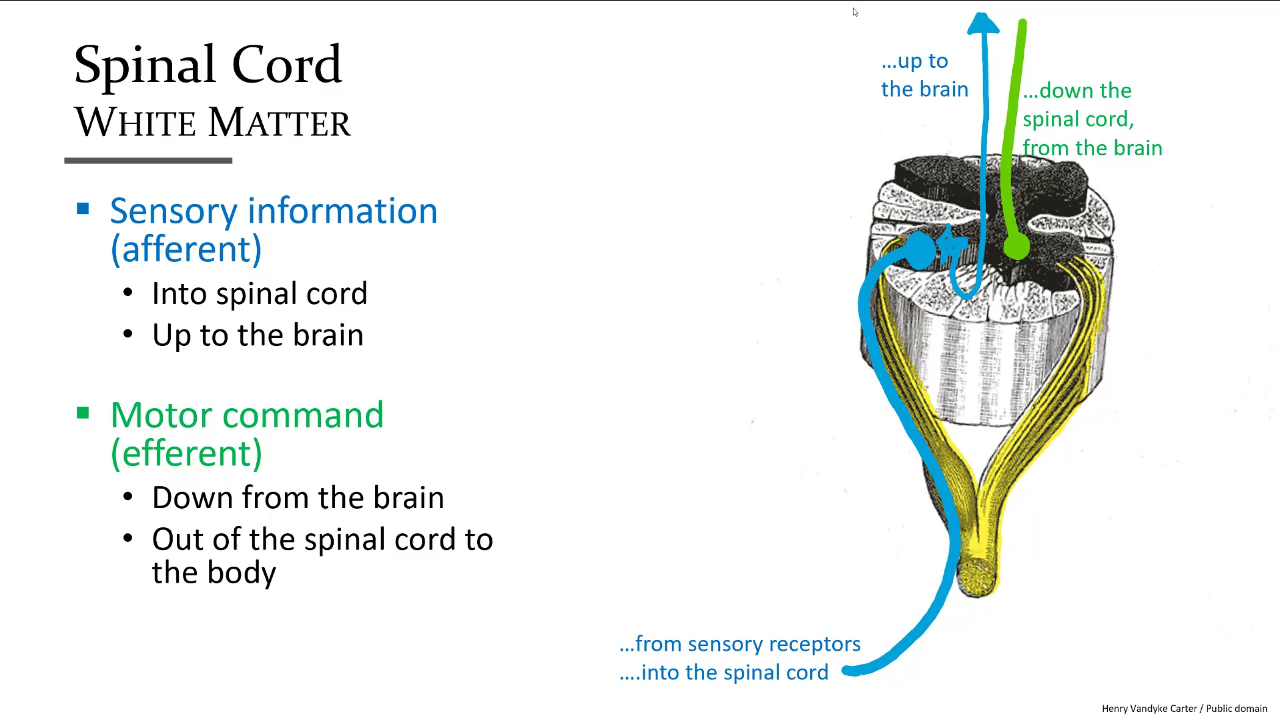 Spinal Cord
WHITE MATTER
▪ Sensory information
(afferent)
• Into spinal cord
• Up to the brain
▪ Motor command
(efferent)
• Down from the brain
• Out of the spinal cord to
the body
...up to
the brain
...down the
spinal cord,
from the brain
...from sensory receptors
....into the spinal cord
Henry Vandyke Carter / Public domain